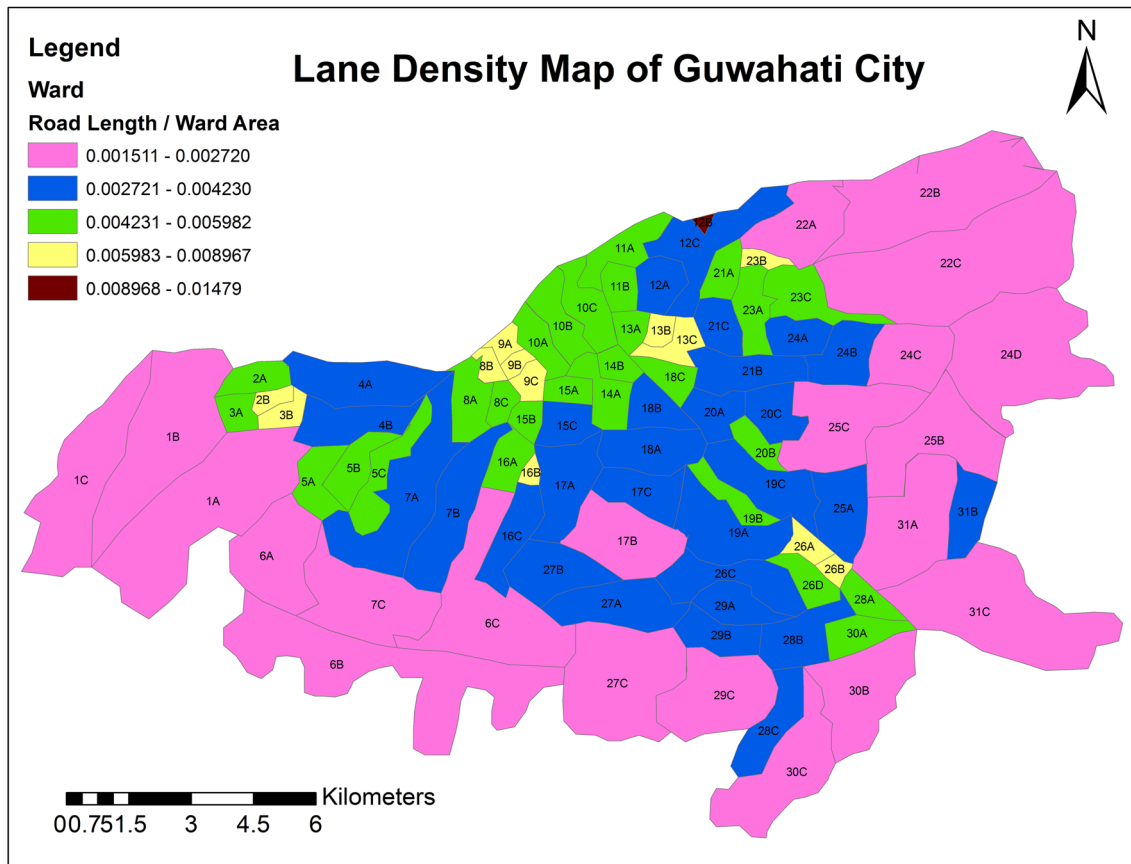 Legend
Ward
Road Length / Ward Area
0.001511 - 0.002720
0.002721 - 0.004230
0.004231 - 0.005982
0.005983 - 0.008967
0.008968 - 0.01479
Lane Density Map of Guwahati City
N
22B
12B
22A
12C
11A
23B
22C
21A
12A
11B
23C
10C
23A
13A
13B
21C
10B
13C
24A
9A
10A
24B
24C
24D
9B
14B
8B
21B
18C
2A
9C
4A
15A
14A
2B
8A
8C
3A
3B
18B
20A
20C
15B
4B
25C
15C
1B
25B
18A
20B
16A
5B
16B
5C
1C
5A
17A
19C
17C
1A
7A
25A
31B
7B
19B
31A
19A
16C
17B
26A
6A
27B
26B
26C
26D
28A
7C
27A
29A
31C
6C
30A
29B
28B
6B
27C
30B
29C
28C
30C
Kilometers
0 0.75 1.5 3 4.5 6